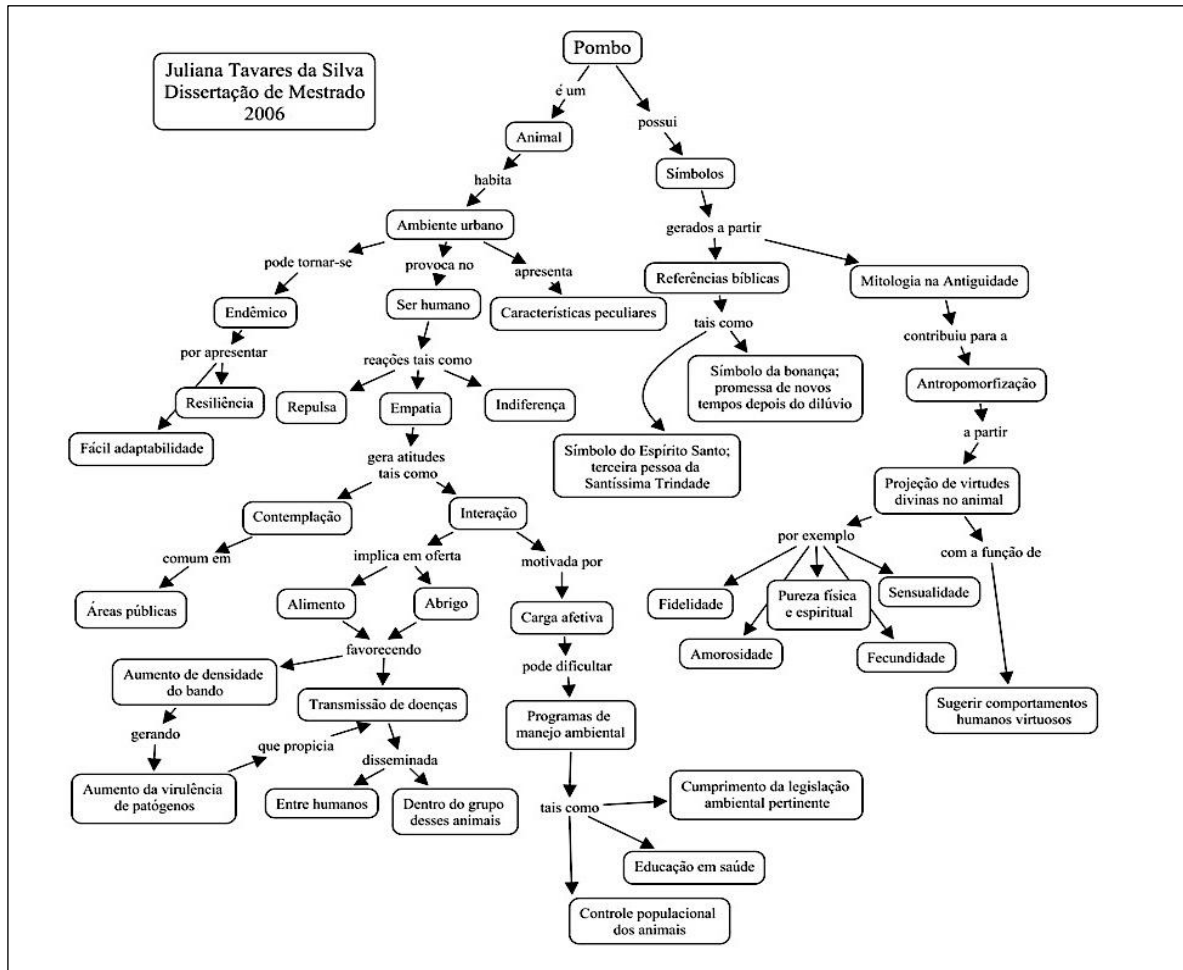 Pombo
Juliana Tavares da Silva
Dissertação de Mestrado
2006
é um
possui
Animal
Símbolos
habita
Ambiente urbano
gerados a partir
pode tornar-se
provoca no
apresenta
Referências bíblicas
Mitologia na Antiguidade
Endêmico
Ser humano
Características peculiares
tais como
contribuiu para a
por apresentar
reações tais como
Símbolo da bonança;
promessa de novos
tempos depois do dilúvio
Antropomorfização
Resiliência
Repulsa
Empatia
Indiferença
Fácil adaptabilidade
a partir
gera atitudes
tais como
Símbolo do Espírito Santo;
terceira pessoa da
Santíssima Trindade
Projeção de virtudes
divinas no animal
Contemplação
Interação
por exemplo
com a função de
comum em
implica em oferta
motivada por
Áreas públicas
Alimento
Abrigo
Carga afetiva
Fidelidade
Pureza física
e espiritual
Sensualidade
favorecendo
Amorosidade
Fecundidade
pode dificultar
Aumento de densidade
do bando
Transmissão de doenças
Programas de
manejo ambiental
Sugerir comportamentos
humanos virtuosos
gerando
que propicia
disseminada
Aumento da virulência
de patógenos
Entre humanos
Dentro do grupo
desses animais
tais como
Cumprimento da legislação
ambiental pertinente
Educação em saúde
Controle populacional
dos animais